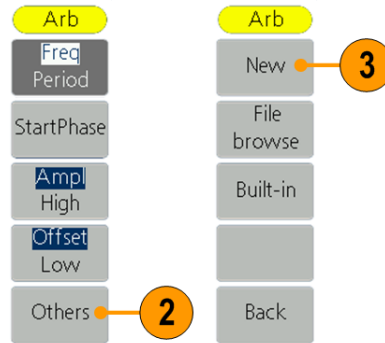 Arb
Freq
Period
StartPhase
Ampl
High
Offset
Low
Others
2
Arb
New
3
File
browse
Built-in
Back